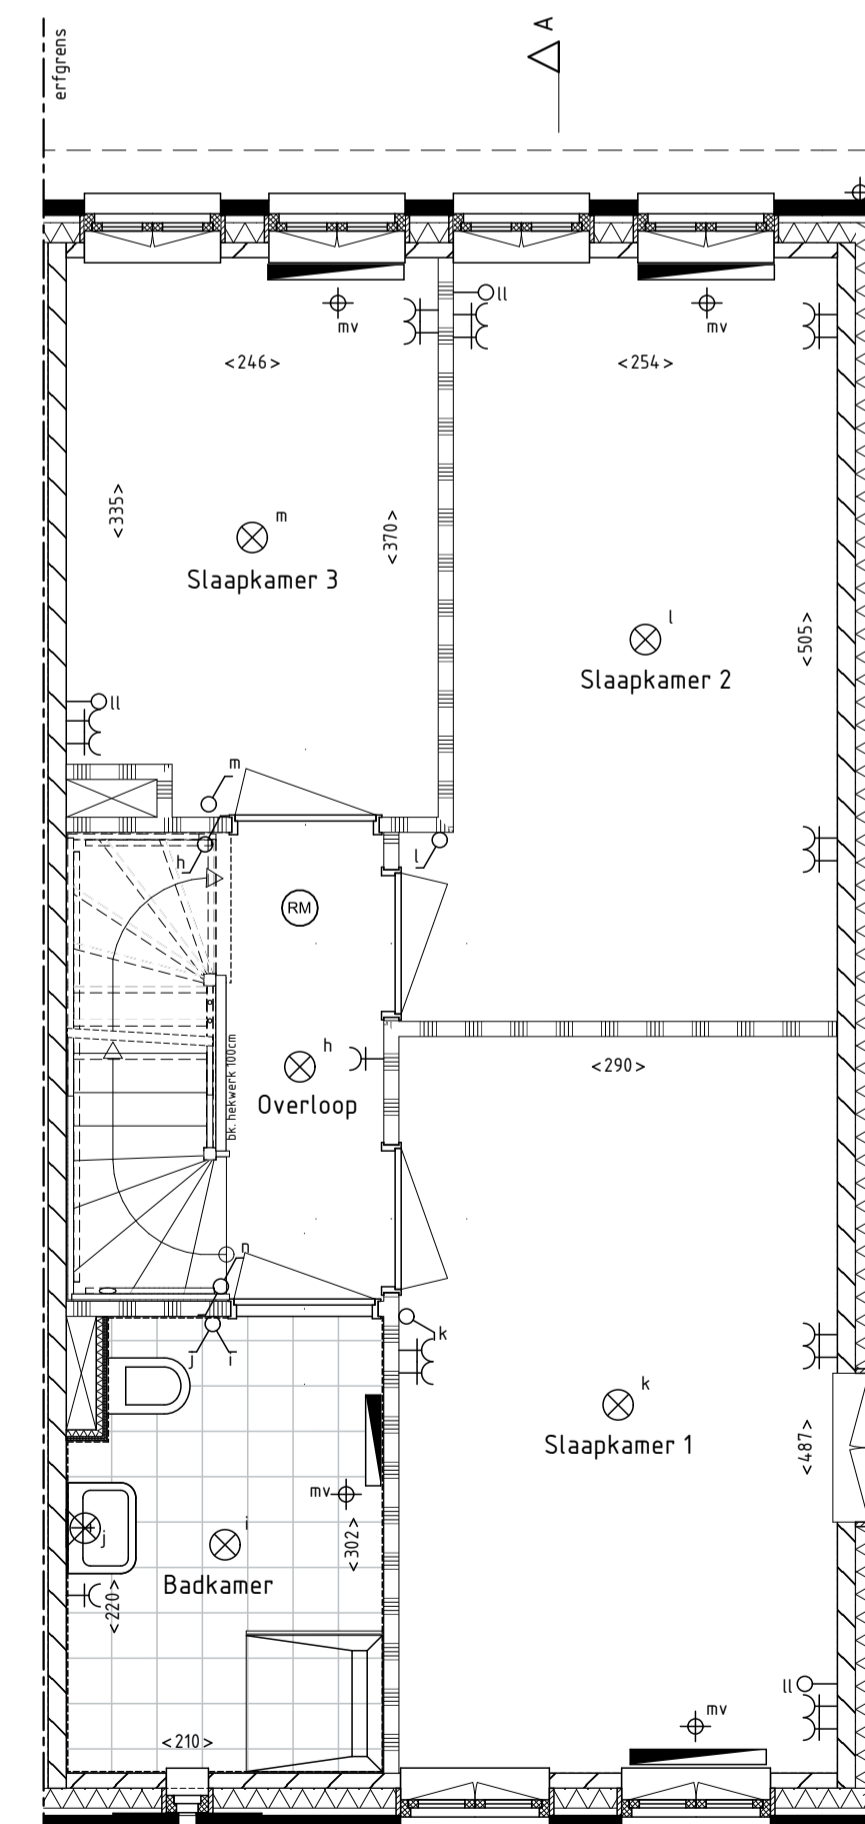 A
erfgrens
ll
mv
mv
<246>
<254>
<335>
m
<370>
Slaapkamer 3
l
<505>
Slaapkamer 2
ll
m
h
l
RM
h
bk. hekwerk 100cm
<290>
Overloop
n
j
i
k
k
Slaapkamer 1
<487>
mv
j
i
<302>
Badkamer
<220>
ll
mv
<210>